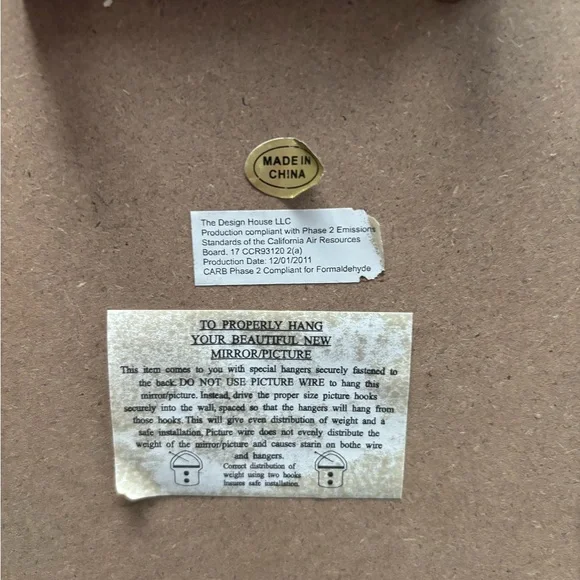 MADE IN
CHINA
The Design House LLC
Production compliant with Phase 2 Emissions
Standards of the California Air Resources
Board, 17 CCR93120 2(a)
Production Date: 12/01/2011
CARB Phase 2 Compliant for Formaldehyde
TO PROPERLY HANG
YOUR BEAUTIFUL NEW
MIRROR/PICTURE
This item comes to you with special hangers securely fastened to
the back. DO NOT USE PICTURE WIRE to hang this
mirror/picture. Instead, drive the proper size picture hooks
securely into the wall, spaced so that the hangers will hang from
those hooks. This will give even distribution of weight and a
safe installation. Picture wire does not evenly distribute the
weight of the mirror/picture and causes starin on bothe wire
and hangers.
Correct distribution of
weight using two hooks
insures safe installation.